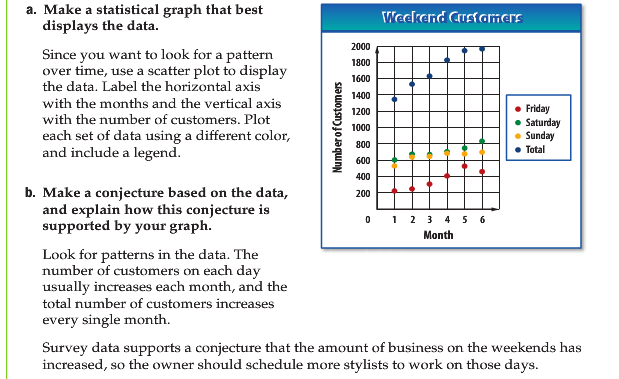 a. Make a statistical graph that best
displays the data.
Since you want to look for a pattern
over time, use a scatter plot to display
the data. Label the horizontal axis
with the months and the vertical axis
with the number of customers. Plot
each set of data using a different color,
and include a legend.
b. Make a conjecture based on the data,
and explain how this conjecture is
supported by your graph.
Look for patterns in the data. The
number of customers on each day
usually increases each month, and the
total number of customers increases
every single month.
Weekend Customers
Number of Customers
2000
1800
1600
1400
1200
1000
800
600
400
200
0 1 2 3 4 5 6
Month
Friday
Saturday
Sunday
Total
Survey data supports a conjecture that the amount of business on the weekends has
increased, so the owner should schedule more stylists to work on those days.